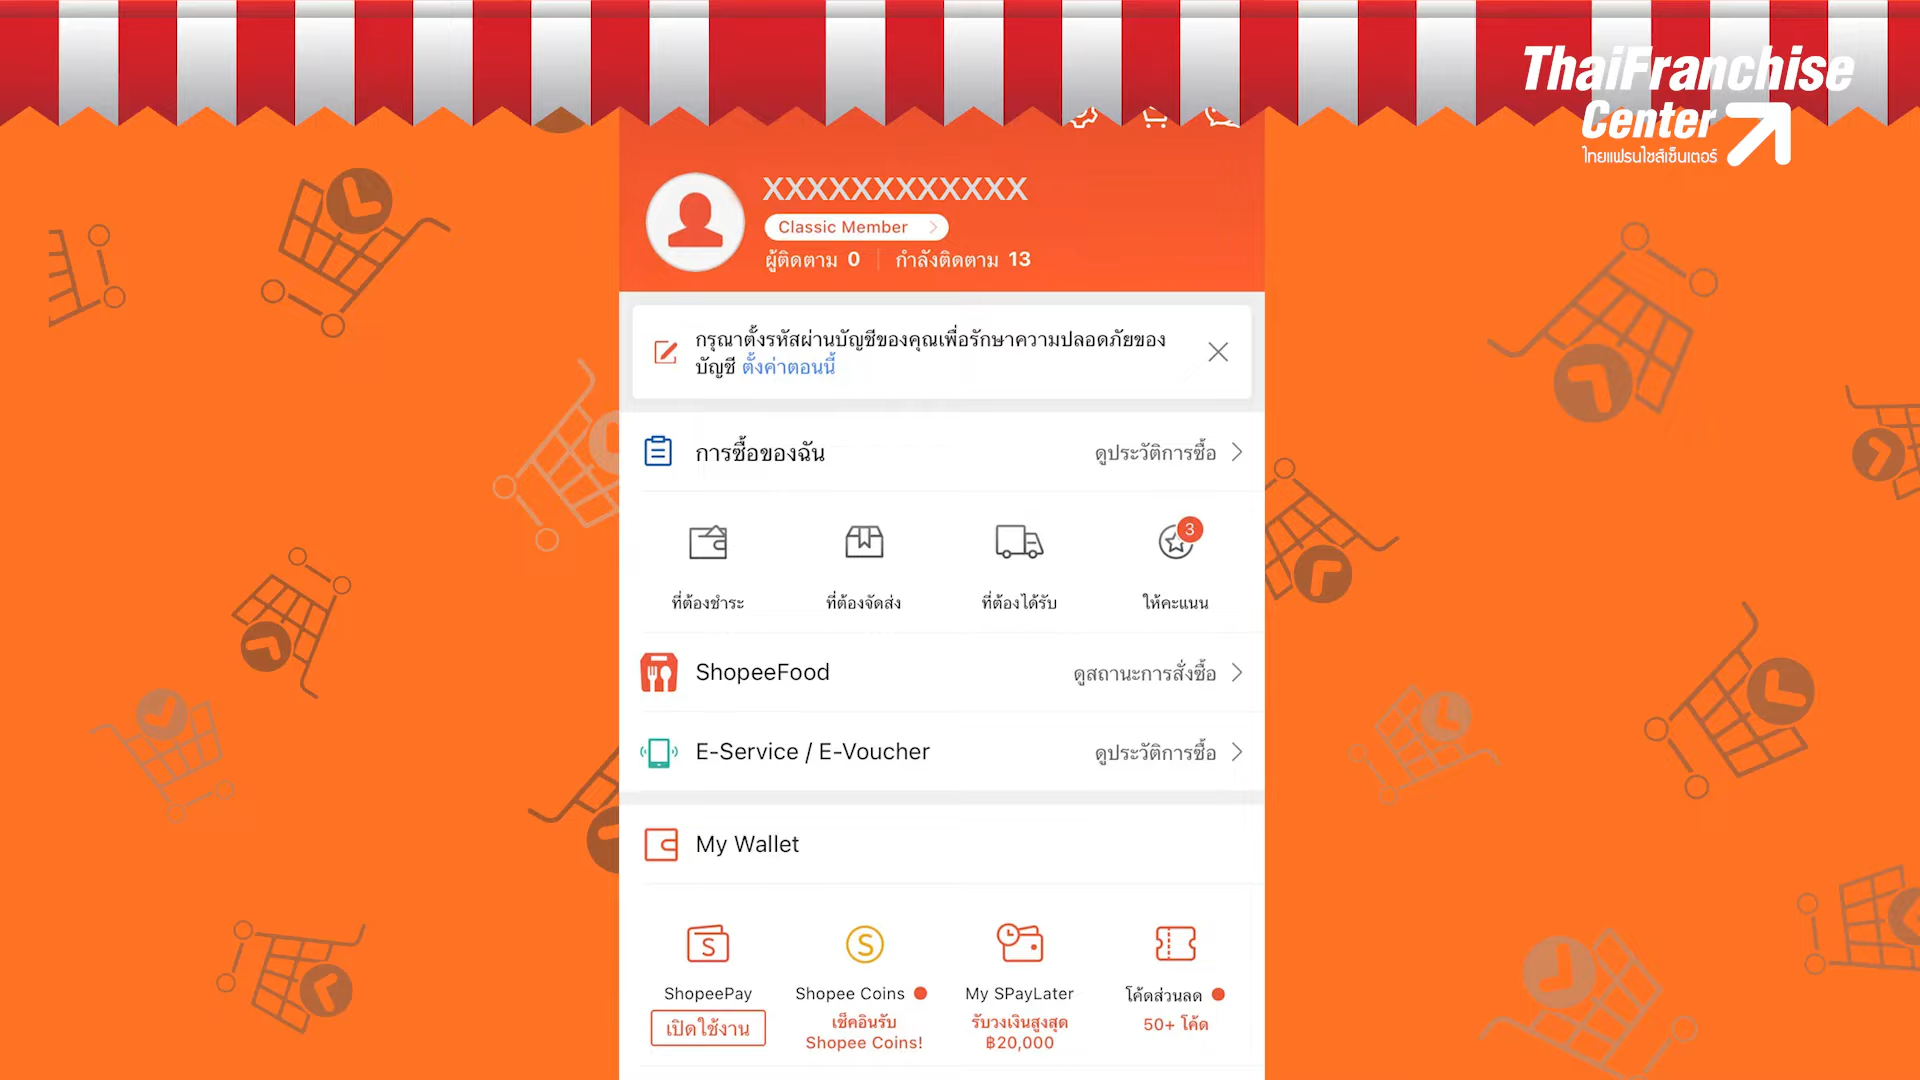 ThaiFranchise
Center
ไทยแฟรนไชส์เซ็นเตอร์
XXXXXXXXXXXX
Classic Member
ผู้ติดตาม 0 กำลังติดตาม 13
กรุณาตั้งรหัสผ่านบัญชีของคุณเพื่อรักษาความปลอดภัยของ
บัญชี ตั้งค่าตอนนี้
การซื้อของฉัน ดูประวัติการซื้อ
3
ที่ต้องชำระ ที่ต้องจัดส่ง ที่ต้องได้รับ ให้คะแนน
ShopeeFood ดูสถานะการสั่งซื้อ
E-Service / E-Voucher ดูประวัติการซื้อ
My Wallet
ShopeePay Shopee Coins My SPayLater โค้ดส่วนลด
เปิดใช้งาน เช็คอินรับ รับวงเงินสูงสุด 50+ โค้ด
Shopee Coins! ฿20,000